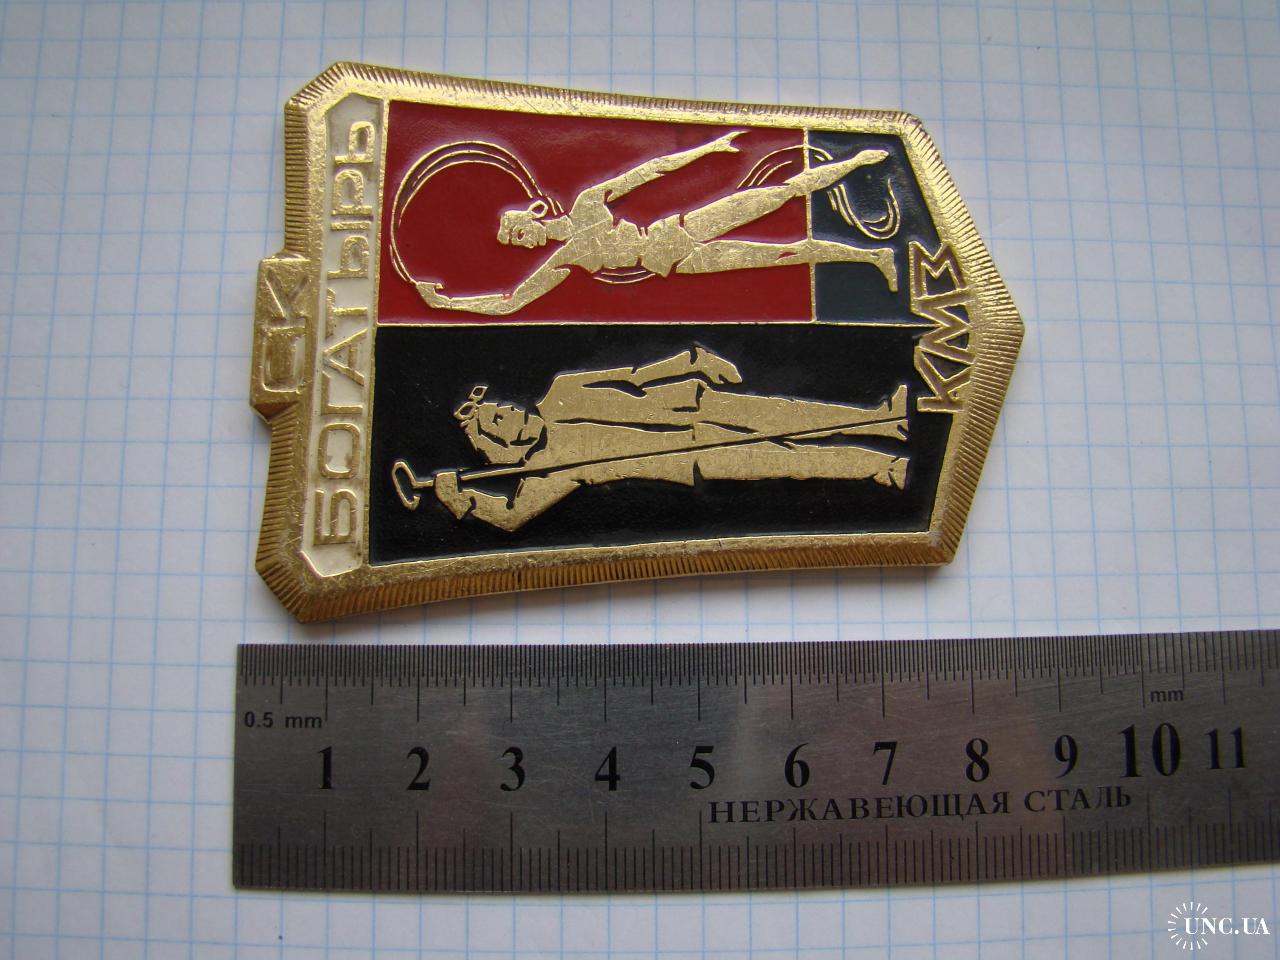 СК
БОГАТЫРЬ
КМЗ
0.5 mm
mm
1 2 3 4 5 6 7 8 9 10 11
НЕРЖАВЕЮЩАЯ СТАЛЬ
UNC.UA